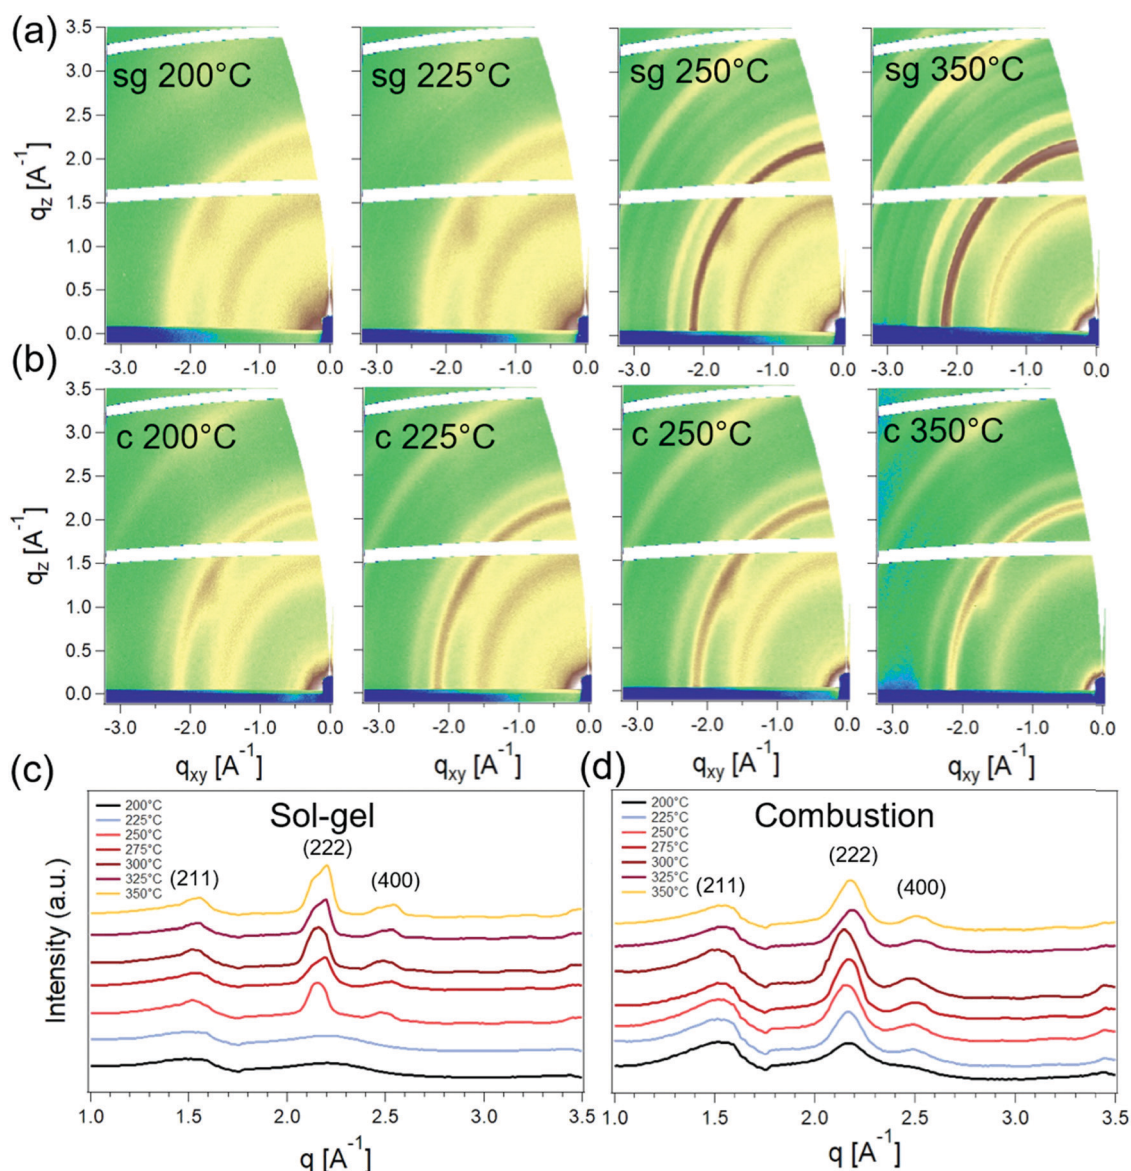 (a)
3.5
3.0
2.5
2.0
1.5
1.0
0.5
0.0
qz [A-1]
sg 200°C
sg 225°C
sg 250°C
sg 350°C
-3.0 -2.0 -1.0 0.0
-3.0 -2.0 -1.0 0.0
-3.0 -2.0 -1.0 0.0
-3.0 -2.0 -1.0 0.0
(b)
3.5
3.0
2.5
2.0
1.5
1.0
0.5
0.0
qz [A-1]
c 200°C
c 225°C
c 250°C
c 350°C
-3.0 -2.0 -1.0 0.0
-3.0 -2.0 -1.0 0.0
-3.0 -2.0 -1.0 0.0
-3.0 -2.0 -1.0 0.0
qxy [A-1]
qxy [A-1]
qxy [A-1]
qxy [A-1]
(c)
Intensity (a.u.)
200°C
225°C
250°C
275°C
300°C
325°C
350°C
Sol-gel
(211)
(222)
(400)
1.0 1.5 2.0 2.5 3.0 3.5
q [A-1]
(d)
200°C
225°C
250°C
275°C
300°C
325°C
350°C
Combustion
(211)
(222)
(400)
1.0 1.5 2.0 2.5 3.0 3.5
q [A-1]